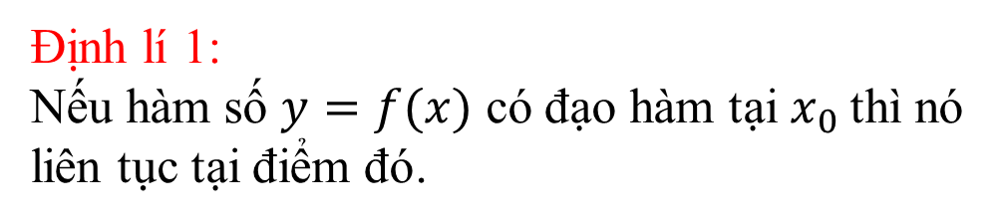 Định lí 1:
Nếu hàm số y = f(x) có đạo hàm tại x₀ thì nó
liên tục tại điểm đó.